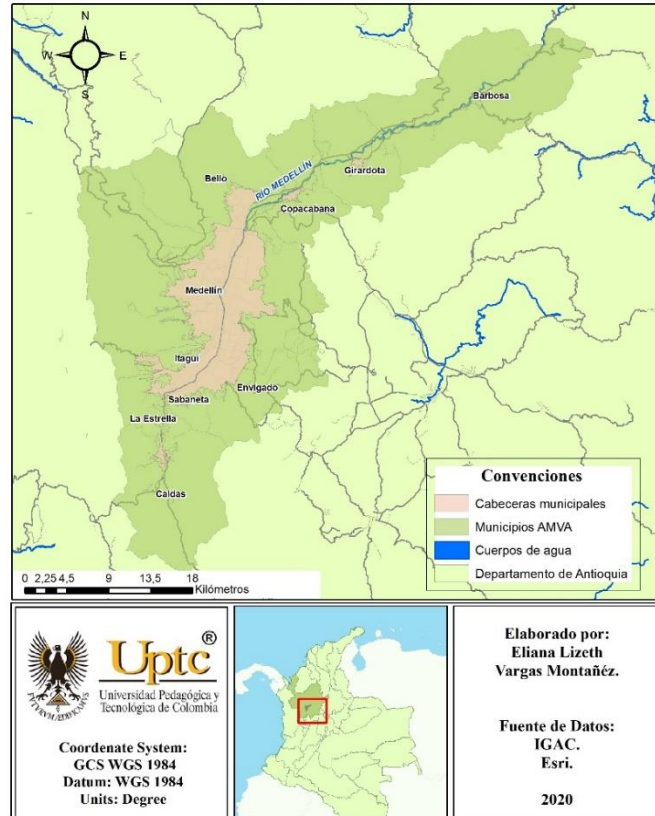 N
W E
S
Barbosa
Girardota
Bello
RÍO MEDELLÍN
Copacabana
Medellín
Itagui
Envigado
Sabaneta
La Estrella
Caldas
Convenciones
Cabeceras municipales
Municipios AMVA
Cuerpos de agua
Departamento de Antioquia
0 2,25 4,5 9 13,5 18
Kilómetros
Uptc®
Universidad Pedagógica y
Tecnológica de Colombia
Coordenate System:
GCS WGS 1984
Datum: WGS 1984
Units: Degree
Elaborado por:
Eliana Lizeth
Vargas Montañéz.
Fuente de Datos:
IGAC.
Esri.
2020